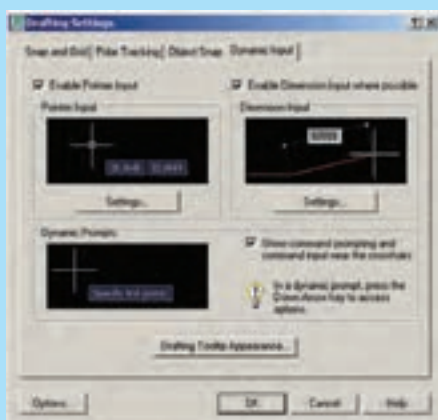 Drafting Settings
Snap and Grid Polar Tracking Object Snap Dynamic Input
Enable Pointer Input
Enable Dimension Input where possible
Pointer Input
Dimension Input
Settings...
Settings...
Dynamic Prompts
Show command prompting and
command input near the crosshairs
Specify first point:
In a dynamic prompt, press the
Down Arrow key to access
options.
Drafting Tooltip Appearance...
Options...
OK
Cancel
Help